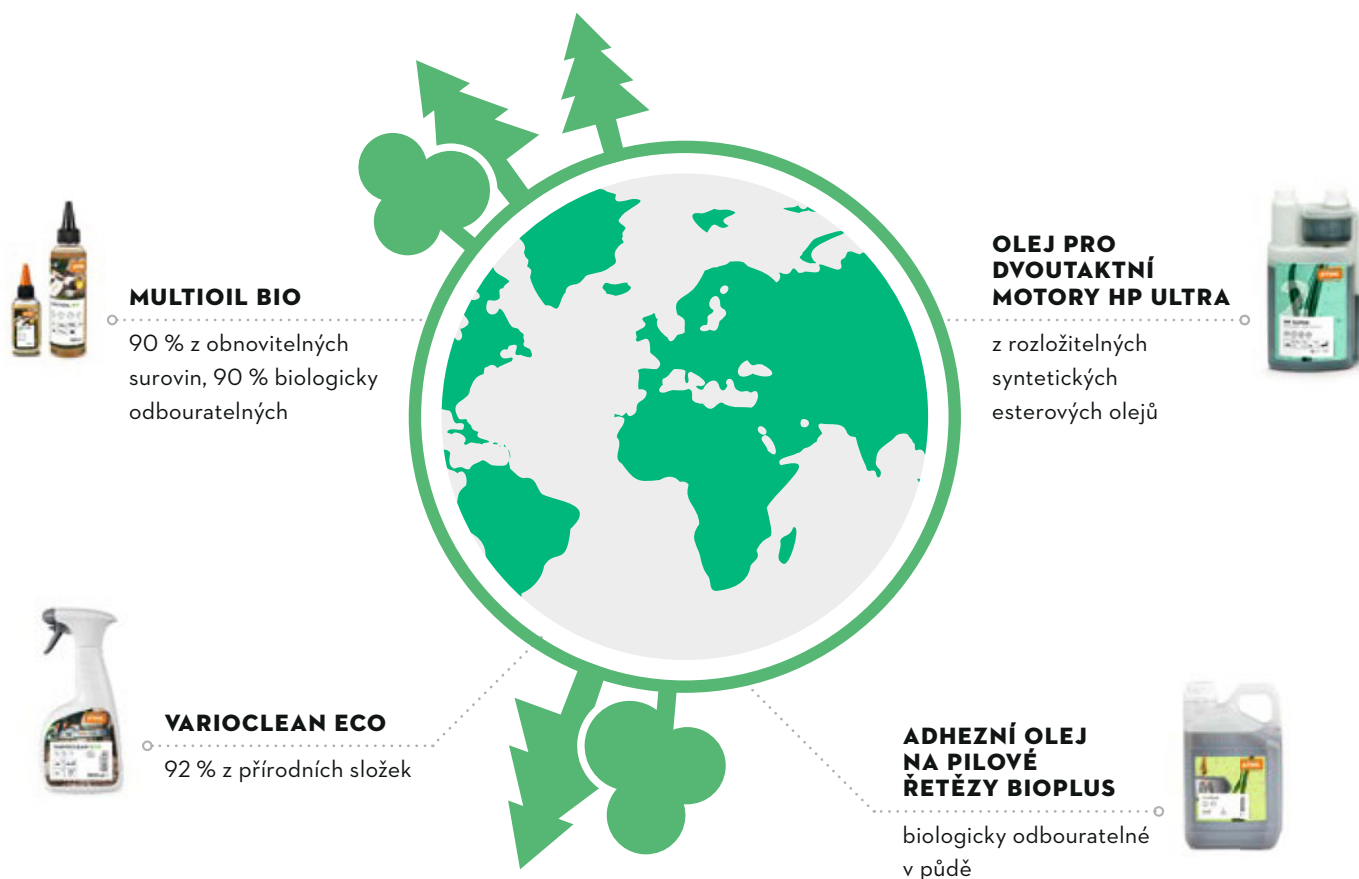 MULTIOIL BIO
90 % z obnovitelných
surovin, 90 % biologicky
odbouratelných
OLEJ PRO
DVOUTAKTNÍ
MOTORY HP ULTRA
z rozložitelných
syntetických
esterových olejů
VARIOCLEAN ECO
92 % z přírodních složek
ADHEZNÍ OLEJ
NA PILOVÉ
ŘETĚZY BIOPLUS
biologicky odbouratelné
v půdě